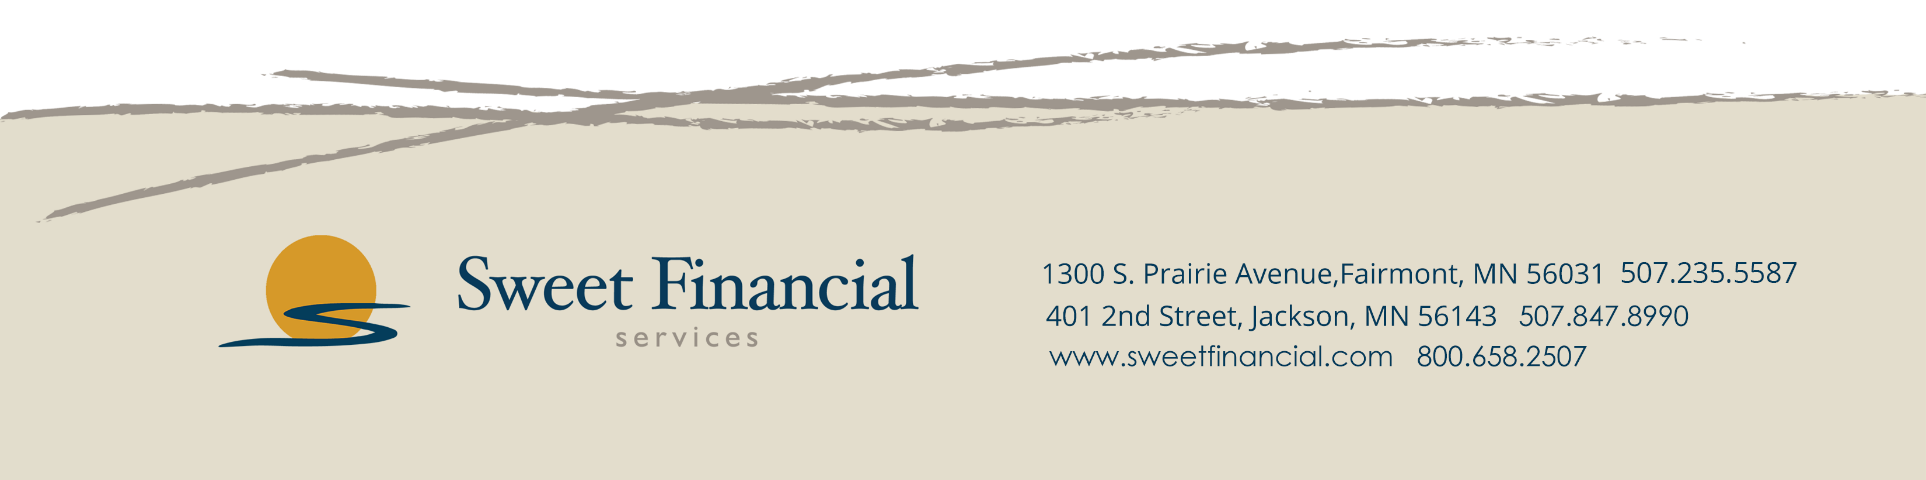 Sweet Financial
services
1300 S. Prairie Avenue,Fairmont, MN 56031 507.235.5587
401 2nd Street, Jackson, MN 56143 507.847.8990
www.sweetfinancial.com 800.658.2507